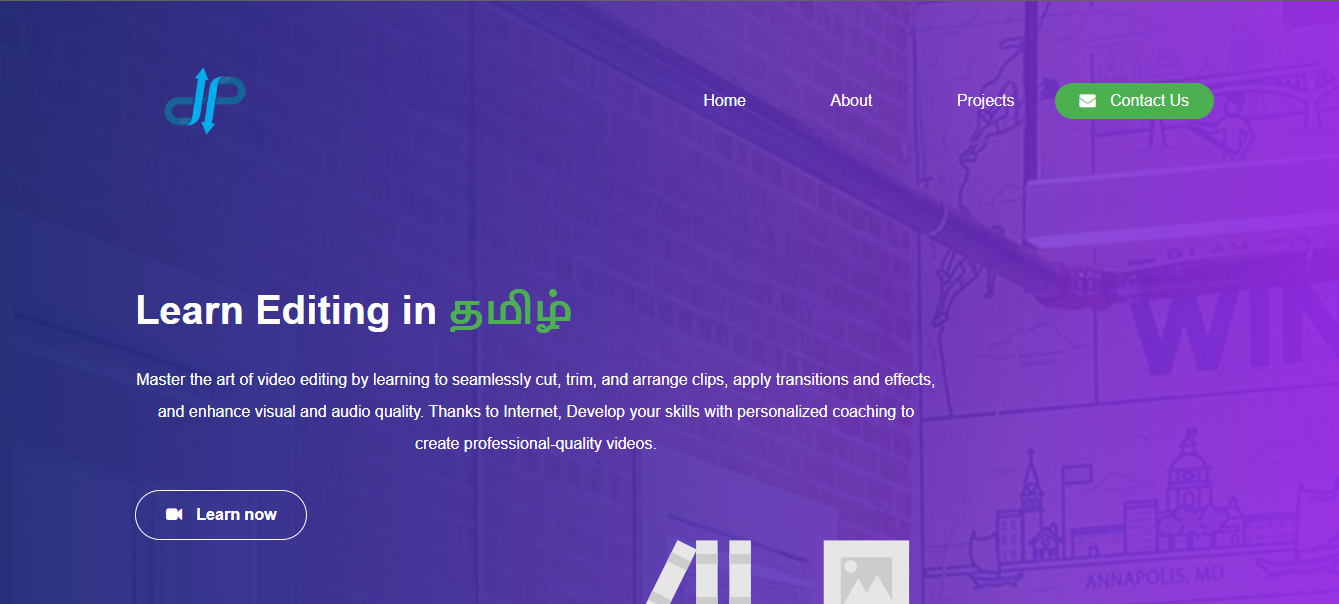 Home
About
Projects
Contact Us
PLAY TO
WIN
Learn Editing in தமிழ்
Master the art of video editing by learning to seamlessly cut, trim, and arrange clips, apply transitions and effects,
and enhance visual and audio quality. Thanks to Internet, Develop your skills with personalized coaching to
create professional-quality videos.
Learn now
ANNAPOLIS, MD